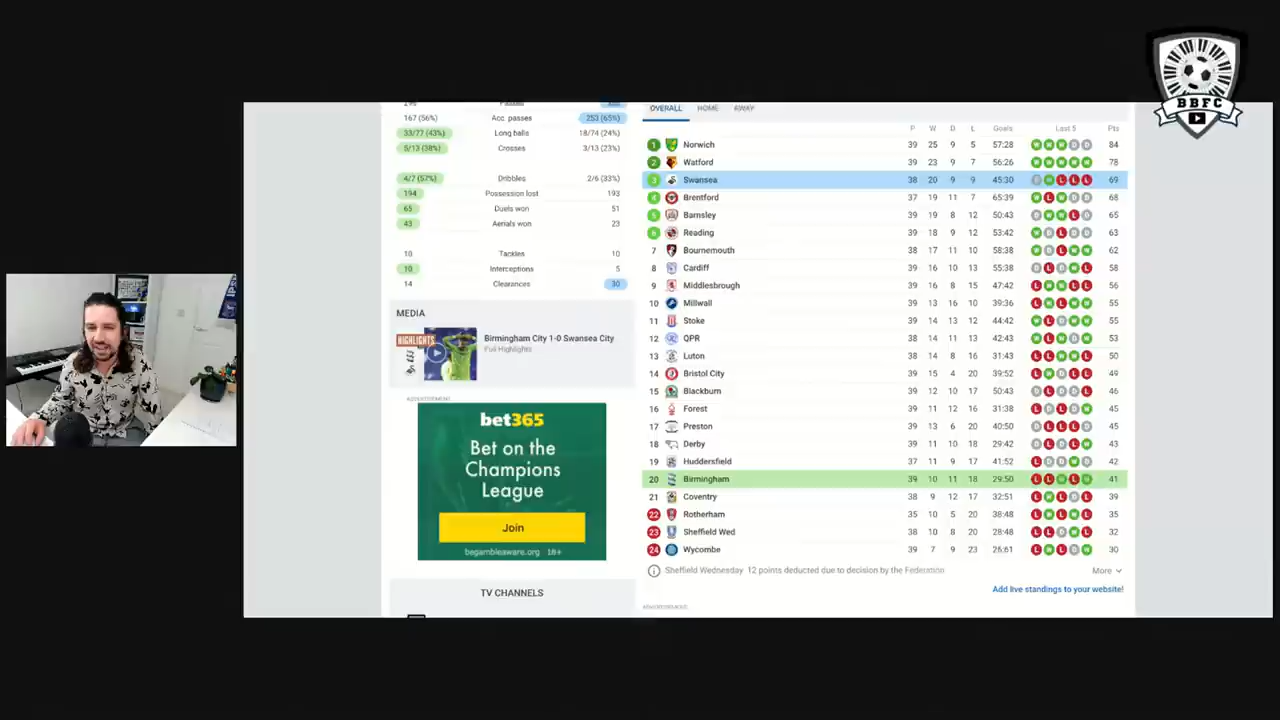 BBFC
OVERALL HOME AWAY
P W D L Goals Last 5 Pts
1 Norwich 39 25 9 5 57:28 W W W D D 84
2 Watford 39 23 9 7 56:26 W W W W W 78
3 Swansea 38 20 9 9 45:30 L L L 69
4 Brentford 37 19 11 7 65:39 W L W D D 68
5 Barnsley 39 19 8 12 50:43 D W W L D 65
6 Reading 39 18 9 12 53:42 W D L D D 63
7 Bournemouth 38 17 11 10 58:38 W D L W W 62
8 Cardiff 39 16 10 13 55:38 D L D W L 58
9 Middlesbrough 39 16 8 15 47:42 L W W L L 56
10 Millwall 39 13 16 10 39:36 W L W 55
11 Stoke 39 14 13 12 44:42 W L D W W 55
12 QPR 38 14 11 13 42:43 W L W D W 53
13 Luton 38 14 8 16 31:43 L L W W L 50
14 Bristol City 39 15 4 20 39:52 L W D L L 49
15 Blackburn 39 12 10 17 50:43 D L D D L 46
16 Forest 39 11 12 16 31:38 L D L D W 45
17 Preston 39 13 6 20 40:50 D L L L D 45
18 Derby 39 11 10 18 29:42 D L D L W 43
19 Huddersfield 37 11 9 17 41:52 L D D W D 42
20 Birmingham 39 10 11 18 29:50 L L L 41
21 Coventry 38 9 12 17 32:51 L W L D L 39
22 Rotherham 35 10 5 20 38:48 L W L W L 35
23 Sheffield Wed 38 10 8 20 28:48 L L D W L 32
24 Wycombe 39 7 9 23 26:61 L W L D W 30
Sheffield Wednesday 12 points deducted due to decision by the Federation
More
Add live standings to your website!
ADVERTISEMENT
167 (56%) Acc. passes 253 (65%)
33/77 (43%) Long balls 18/74 (24%)
5/13 (38%) Crosses 3/13 (23%)
4/7 (57%) Dribbles 2/6 (33%)
194 Possession lost 193
65 Duels won 51
43 Aerials won 23
10 Tackles 10
10 Interceptions 5
14 Clearances 30
MEDIA
HIGHLIGHTS
Birmingham City 1-0 Swansea City
Full Highlights
ADVERTISEMENT
bet365
Bet on the
Champions
League
Join
begambleaware.org 18+
TV CHANNELS